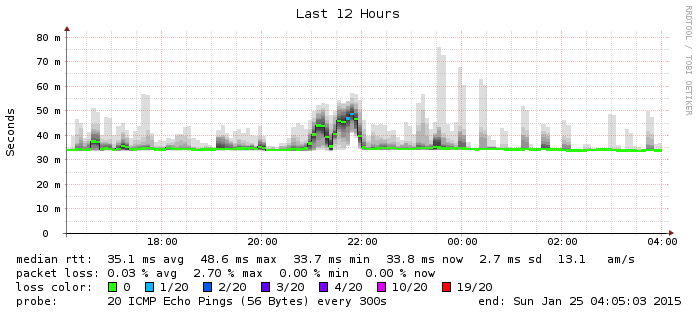 Last 12 Hours
RRDTOOL / TOBI OETIKER
Seconds
80 m
70 m
60 m
50 m
40 m
30 m
20 m
10 m
0
18:00 20:00 22:00 00:00 02:00 04:00
median rtt: 35.1 ms avg 48.6 ms max 33.7 ms min 33.8 ms now 2.7 ms sd 13.1 am/s
packet loss: 0.03 % avg 2.70 % max 0.00 % min 0.00 % now
loss color: 0 1/20 2/20 3/20 4/20 10/20 19/20
probe: 20 ICMP Echo Pings (56 Bytes) every 300s end: Sun Jan 25 04:05:03 2015